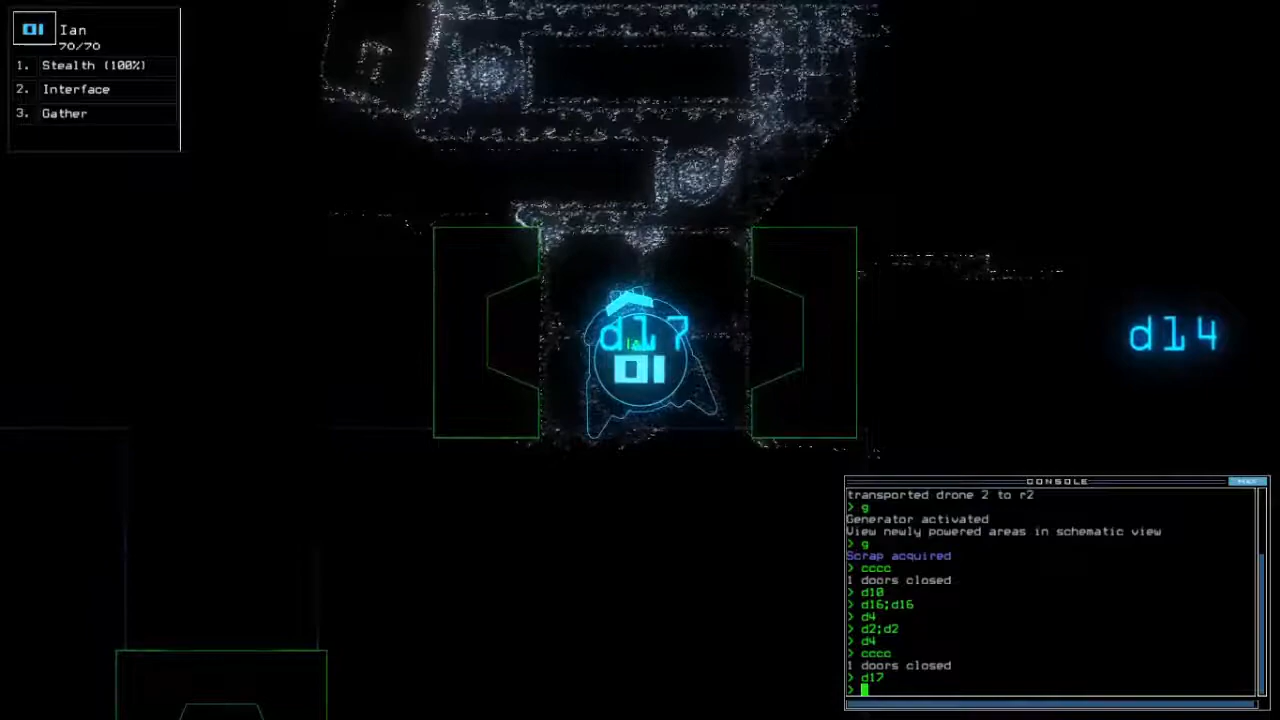 01 Ian
70/70
1. Stealth (100%)
2. Interface
3. Gather
d17
01
d14
CONSOLE
transported drone 2 to r2
> g
Generator activated
View newly powered areas in schematic view
> g
Scrap acquired
> cccc
1 doors closed
> d10
> d16;d16
> d4
> d2;d2
> d4
> cccc
1 doors closed
> d17
>